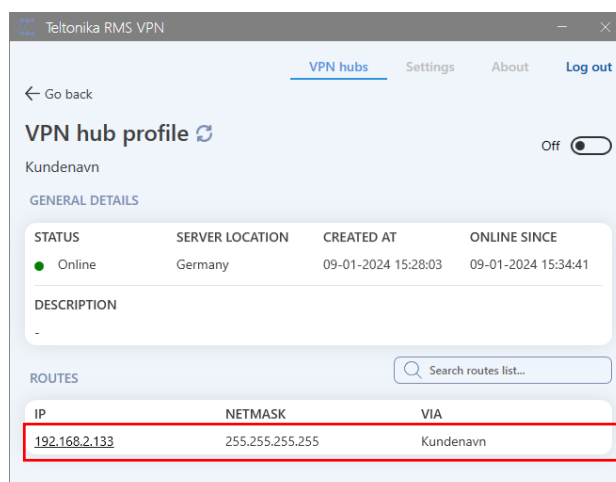 Teltonika RMS VPN
VPN hubs Settings About Log out
Go back
VPN hub profile
Off
Kundenavn
GENERAL DETAILS
STATUS SERVER LOCATION CREATED AT ONLINE SINCE
Online Germany 09-01-2024 15:28:03 09-01-2024 15:34:41
DESCRIPTION
-
ROUTES Search routes list...
IP NETMASK VIA
192.168.2.133 255.255.255.255 Kundenavn